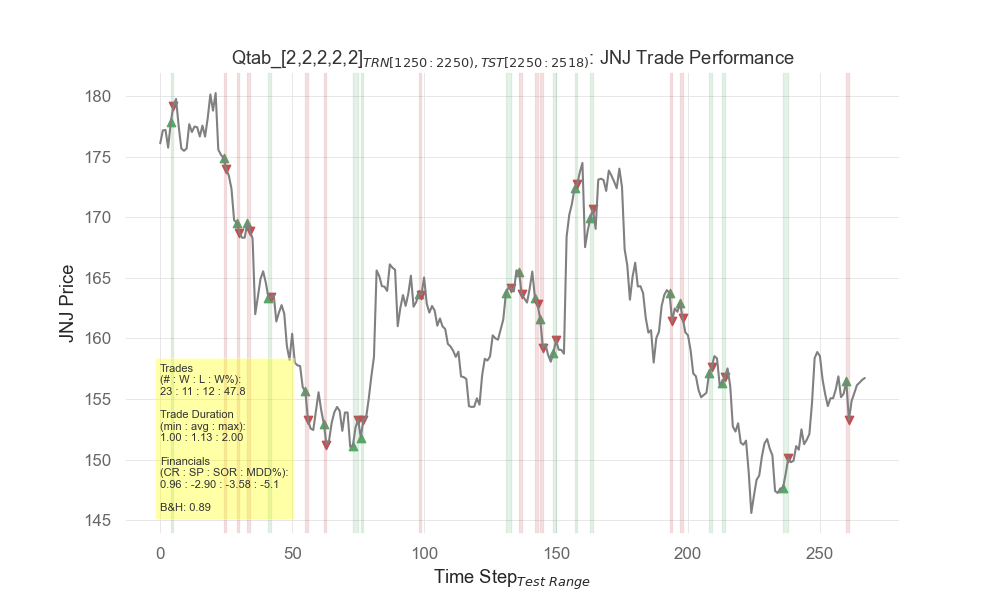 Qtab_[2,2,2,2,2]TRN[1250:2250),TST[2250:2518): JNJ Trade Performance
180
175
170
165
160
155
150
145
JNJ Price
Trades
(# : W : L : W%):
23 : 11 : 12 : 47.8
Trade Duration
(min : avg : max):
1.00 : 1.13 : 2.00
Financials
(CR : SP : SOR : MDD%):
0.96 : -2.90 : -3.58 : -5.1
B&H: 0.89
0 50 100 150 200 250
Time StepTest Range